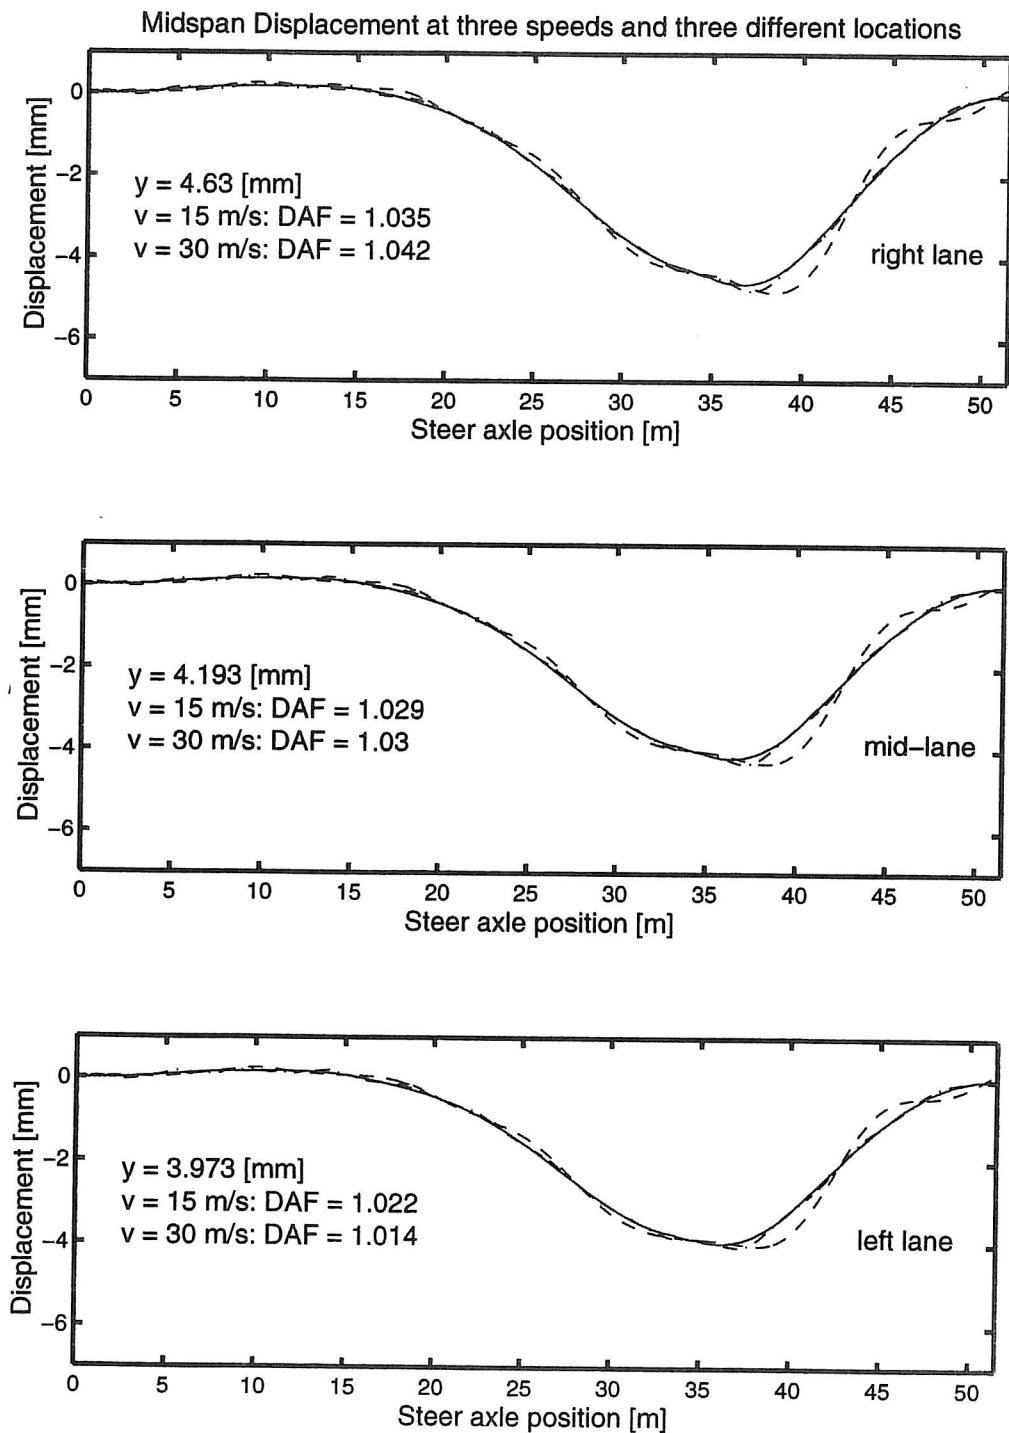 Midspan Displacement at three speeds and three different locations
0
−2
−4
−6
Displacement [mm]
y = 4.63 [mm]
v = 15 m/s: DAF = 1.035
v = 30 m/s: DAF = 1.042
right lane
0 5 10 15 20 25 30 35 40 45 50
Steer axle position [m]
0
−2
−4
−6
Displacement [mm]
y = 4.193 [mm]
v = 15 m/s: DAF = 1.029
v = 30 m/s: DAF = 1.03
mid−lane
0 5 10 15 20 25 30 35 40 45 50
Steer axle position [m]
0
−2
−4
−6
Displacement [mm]
y = 3.973 [mm]
v = 15 m/s: DAF = 1.022
v = 30 m/s: DAF = 1.014
left lane
0 5 10 15 20 25 30 35 40 45 50
Steer axle position [m]